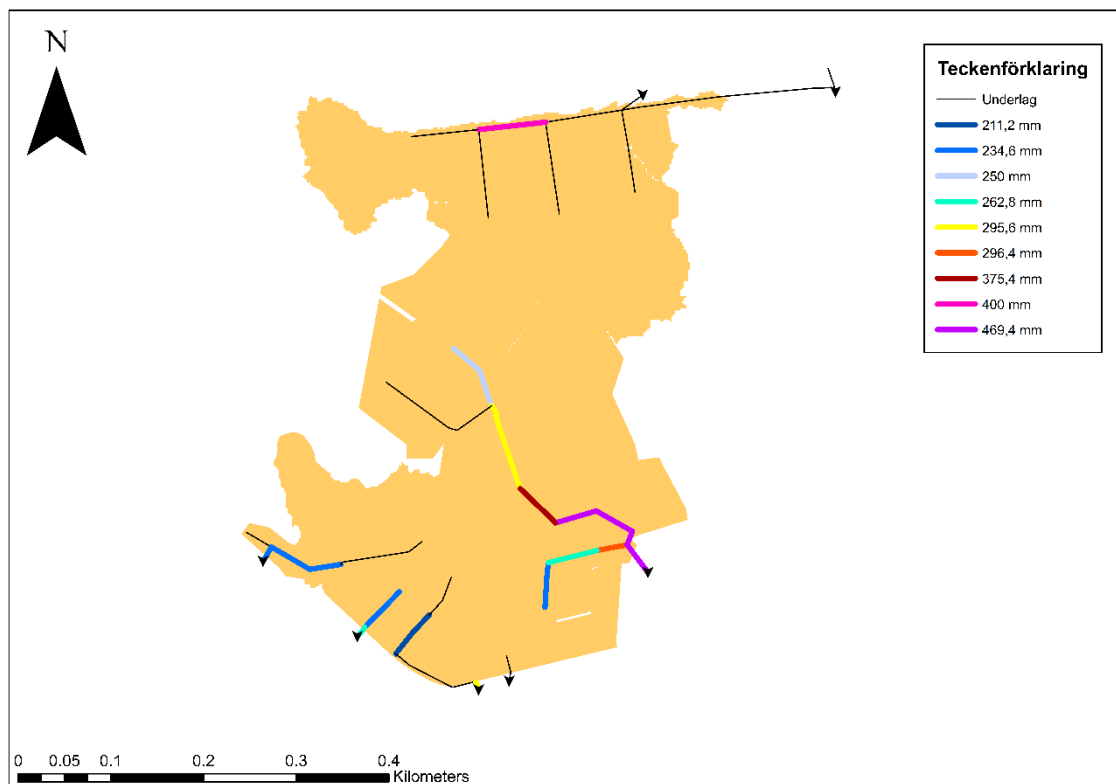 N
Teckenförklaring
Underlag
211,2 mm
234,6 mm
250 mm
262,8 mm
295,6 mm
296,4 mm
375,4 mm
400 mm
469,4 mm
0 0.05 0.1 0.2 0.3 0.4
Kilometers